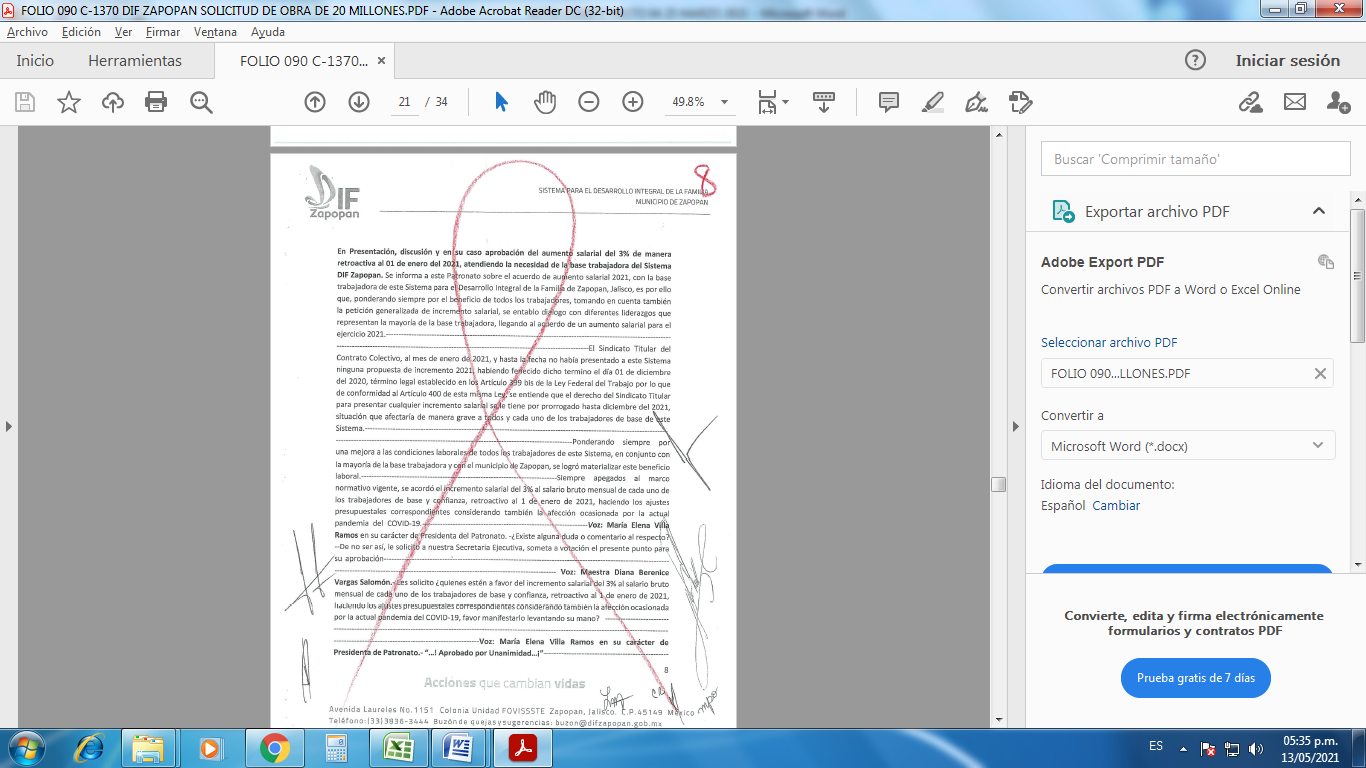 FOLIO 090 C-1370 DIF ZAPOPAN SOLICITUD DE OBRA DE 20 MILLONES.PDF - Adobe Acrobat Reader DC (32-bit)
Archivo Edición Ver Firmar Ventana Ayuda
Inicio Herramientas FOLIO 090 C-1370... × Iniciar sesión
21 / 34 49.8%
8
DIF
Zapopan
SISTEMA PARA EL DESARROLLO INTEGRAL DE LA FAMILIA
MUNICIPIO DE ZAPOPAN
En Presentación, discusión y en su caso aprobación del aumento salarial del 3% de manera
retroactiva al 01 de enero del 2021, atendiendo la necesidad de la base trabajadora del Sistema
DIF Zapopan. Se informa a este Patronato sobre el acuerdo de aumento salarial 2021, con la base
trabajadora de este Sistema para el Desarrollo Integral de la Familia de Zapopan, Jalisco, es por ello
que, ponderando siempre por el beneficio de todos los trabajadores, tomando en cuenta también
la petición generalizada de incremento salarial, se entablo dialogo con diferentes liderazgos que
representan la mayoría de la base trabajadora, llegando al acuerdo de un aumento salarial para el
ejercicio 2021.-----
-----El Sindicato Titular del
Contrato Colectivo, al mes de enero de 2021, y hasta la fecha no había presentado a este Sistema
ninguna propuesta de incremento 2021, habiendo fenecido dicho termino el día 01 de diciembre
del 2020, término legal establecido en los Artículo 399 bis de la Ley Federal del Trabajo por lo que
de conformidad al Artículo 400 de esta misma Ley, se entiende que el derecho del Sindicato Titular
para presentar cualquier incremento salarial se le tiene por prorrogado hasta diciembre del 2021,
situación que afectaría de manera grave a todos y cada uno de los trabajadores de base de este
Sistema.-----
-----Ponderando siempre por
una mejora a las condiciones laborales de todos los trabajadores de este Sistema, en conjunto con
la mayoría de la base trabajadora y con el municipio de Zapopan, se logró materializar este beneficio
laboral.-----Siempre apegados al marco
normativo vigente, se acordó el incremento salarial del 3% al salario bruto mensual de cada uno de
los trabajadores de base y confianza, retroactivo al 1 de enero de 2021, haciendo los ajustes
presupuestales correspondientes considerando también la afección ocasionada por la actual
pandemia del COVID-19.-----Voz: María Elena Villa
Ramos en su carácter de Presidenta del Patronato. -¿Existe alguna duda o comentario al respecto?
--De no ser así, le solicito a nuestra Secretaria Ejecutiva, someta a votación el presente punto para
su aprobación-----
----- Voz: Maestra Diana Berenice
Vargas Salomón.- Les solicito ¿quienes estén a favor del incremento salarial del 3% al salario bruto
mensual de cada uno de los trabajadores de base y confianza, retroactivo al 1 de enero de 2021,
haciendo los ajustes presupuestales correspondientes considerando también la afección ocasionada
por la actual pandemia del COVID-19, favor manifestarlo levantando su mano? -----
-----Voz: María Elena Villa Ramos en su carácter de
Presidenta de Patronato.- "...! Aprobado por Unanimidad...!"-----
8
Acciones que cambian vidas
Avenida Laureles No.1151 Colonia Unidad FOVISSSTE Zapopan, Jalisco. C.P.45149 México
Teléfono:(33)3836-3444 Buzón de quejas y sugerencias: buzon@difzapopan.gob.mx
Buscar 'Comprimir tamaño'
Exportar archivo PDF
Adobe Export PDF
Convertir archivos PDF a Word o Excel Online
Seleccionar archivo PDF
FOLIO 090...LLONES.PDF
Convertir a
Microsoft Word (*.docx)
Idioma del documento:
Español Cambiar
Convierte, edita y firma electrónicamente
formularios y contratos PDF
Prueba gratis de 7 días
ES 05:35 p.m.
13/05/2021